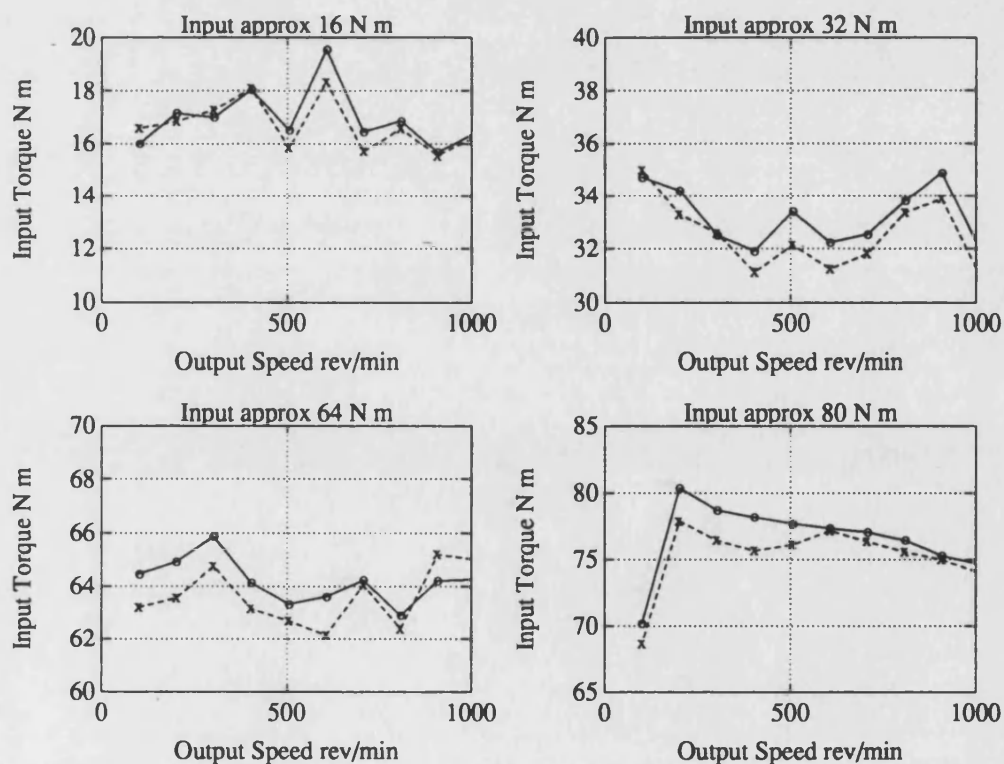 Input approx 16 N m
Input Torque N m
20
18
16
14
12
10
0
500
1000
Output Speed rev/min
Input approx 32 N m
Input Torque N m
40
38
36
34
32
30
0
500
1000
Output Speed rev/min
Input approx 64 N m
Input Torque N m
70
68
66
64
62
60
0
500
1000
Output Speed rev/min
Input approx 80 N m
Input Torque N m
85
80
75
70
65
0
500
1000
Output Speed rev/min